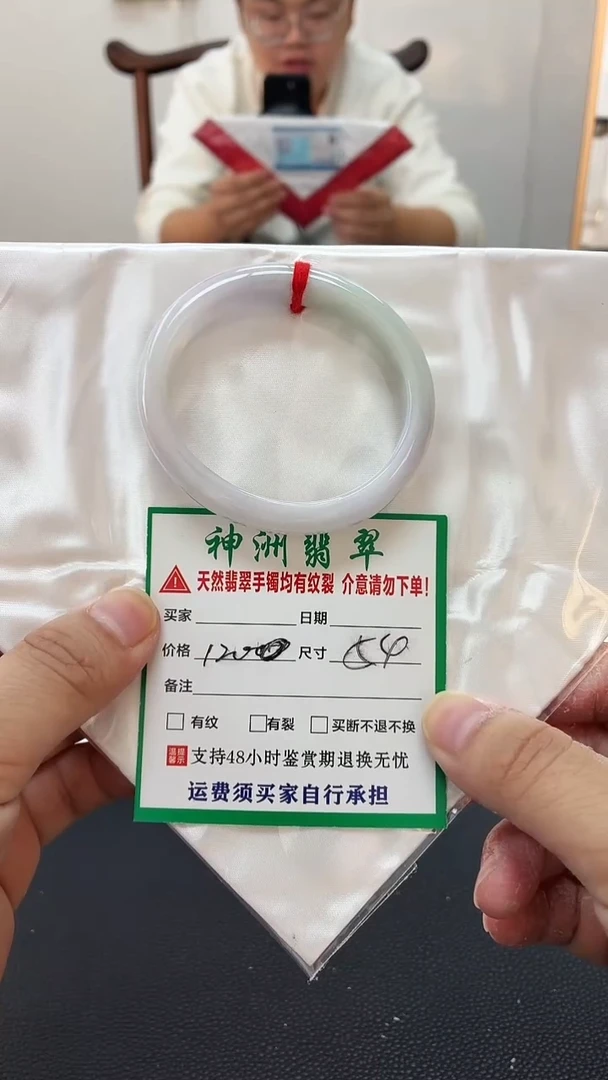 神洲翡翠
天然翡翠手镯均有纹裂 介意请勿下单!
买家 日期
价格 尺寸 54
备注
有纹 有裂 买断不退不换
温馨提示 支持48小时鉴赏期退换无忧
运费须买家自行承担